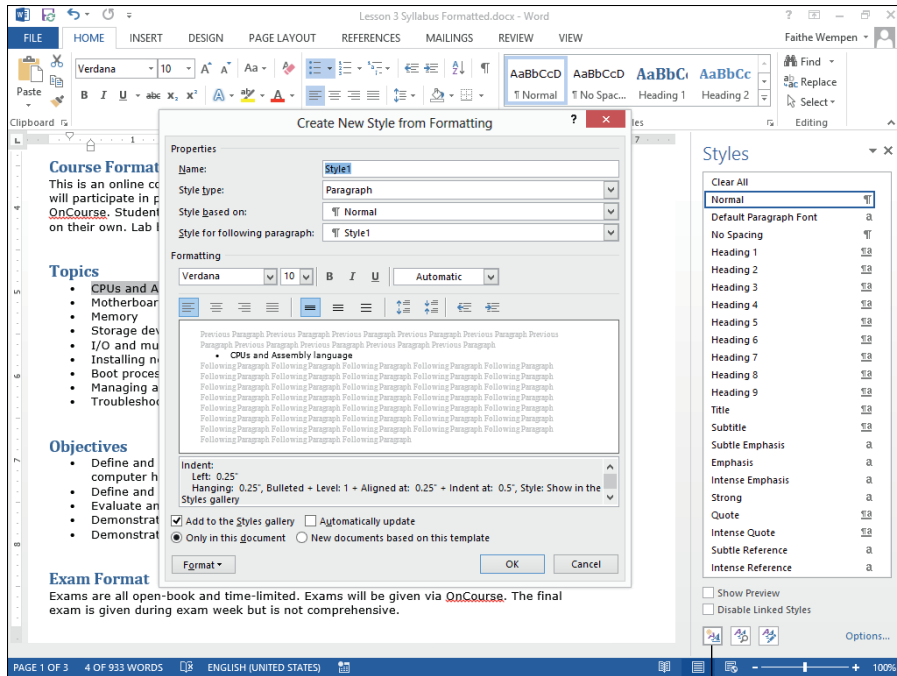 Lesson 3 Syllabus Formatted.docx - Word
FILE HOME INSERT DESIGN PAGE LAYOUT REFERENCES MAILINGS REVIEW VIEW Faithe Wempen
Paste
Clipboard
Verdana 10 Aa
B I U abc X₂ X² A ab A
AaBbCcD AaBbCcD AaBbC AaBbCc
¶ Normal ¶ No Spac... Heading 1 Heading 2
Find
Replace
Select
les
Editing
1 7
Course Format
This is an online co
will participate in p
OnCourse. Student
on their own. Lab h
Topics
• CPUs and A
• Motherboar
• Memory
• Storage dev
• I/O and mu
• Installing n
• Boot proces
• Managing a
• Troubleshoo
Objectives
• Define and
computer h
• Define and
• Evaluate an
• Demonstrat
• Demonstrat
Exam Format
Exams are all open-book and time-limited. Exams will be given via OnCourse. The final
exam is given during exam week but is not comprehensive.
Create New Style from Formatting ?
Properties
Name: Style1
Style type: Paragraph
Style based on: ¶ Normal
Style for following paragraph: ¶ Style1
Formatting
Verdana 10 B I U Automatic
Previous Paragraph Previous Paragraph Previous Paragraph Previous Paragraph Previous Paragraph Previous
Paragraph Previous Paragraph Previous Paragraph Previous Paragraph Previous Paragraph
• CPUs and Assembly language
Following Paragraph Following Paragraph Following Paragraph Following Paragraph Following Paragraph
Following Paragraph Following Paragraph Following Paragraph Following Paragraph Following Paragraph
Following Paragraph Following Paragraph Following Paragraph Following Paragraph Following Paragraph
Following Paragraph Following Paragraph Following Paragraph Following Paragraph Following Paragraph
Following Paragraph Following Paragraph Following Paragraph Following Paragraph Following Paragraph
Following Paragraph Following Paragraph Following Paragraph Following Paragraph Following Paragraph
Following Paragraph Following Paragraph Following Paragraph
Indent:
Left: 0.25"
Hanging: 0.25", Bulleted + Level: 1 + Aligned at: 0.25" + Indent at: 0.5", Style: Show in the
Styles gallery
Add to the Styles gallery Automatically update
Only in this document New documents based on this template
Format OK Cancel
Styles
Clear All
Normal ¶
Default Paragraph Font a
No Spacing ¶
Heading 1 ¶a
Heading 2 ¶a
Heading 3 ¶a
Heading 4 ¶a
Heading 5 ¶a
Heading 6 ¶a
Heading 7 ¶a
Heading 8 ¶a
Heading 9 ¶a
Title ¶a
Subtitle ¶a
Subtle Emphasis a
Emphasis a
Intense Emphasis a
Strong a
Quote ¶a
Intense Quote ¶a
Subtle Reference a
Intense Reference a
Show Preview
Disable Linked Styles
Options...
PAGE 1 OF 3 4 OF 933 WORDS ENGLISH (UNITED STATES) 100%